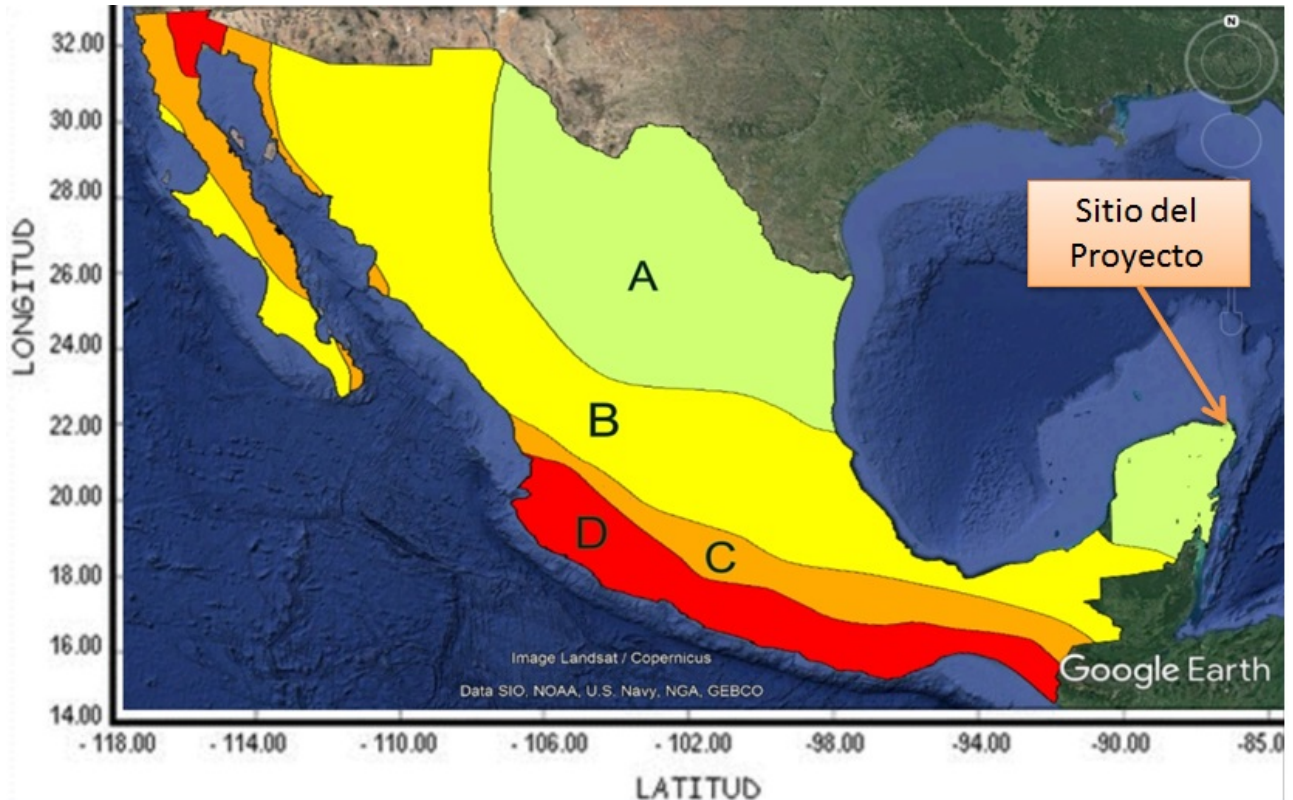 N
32.00
30.00
28.00
26.00
24.00
22.00
20.00
18.00
16.00
14.00
LONGITUD
Sitio del
Proyecto
A
B
C
D
Image Landsat / Copernicus
Data SIO, NOAA, U.S. Navy, NGA, GEBCO
Google Earth
- 118.00 - 114.00 - 110.00 - 106.00 - 102.00 -98.00 -94.00 -90.00 -85.0
LATITUD